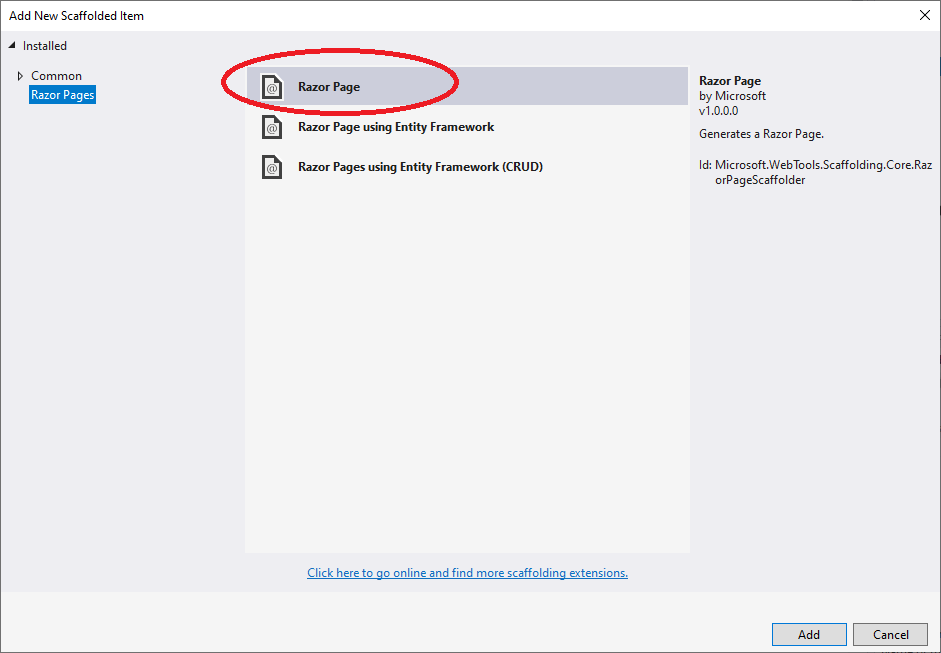 Add New Scaffolded Item
Installed
Common
Razor Pages
Razor Page
Razor Page using Entity Framework
Razor Pages using Entity Framework (CRUD)
Razor Page
by Microsoft
v1.0.0.0
Generates a Razor Page.
Id: Microsoft.WebTools.Scaffolding.Core.Raz
orPageScaffolder
Click here to go online and find more scaffolding extensions.
Add
Cancel